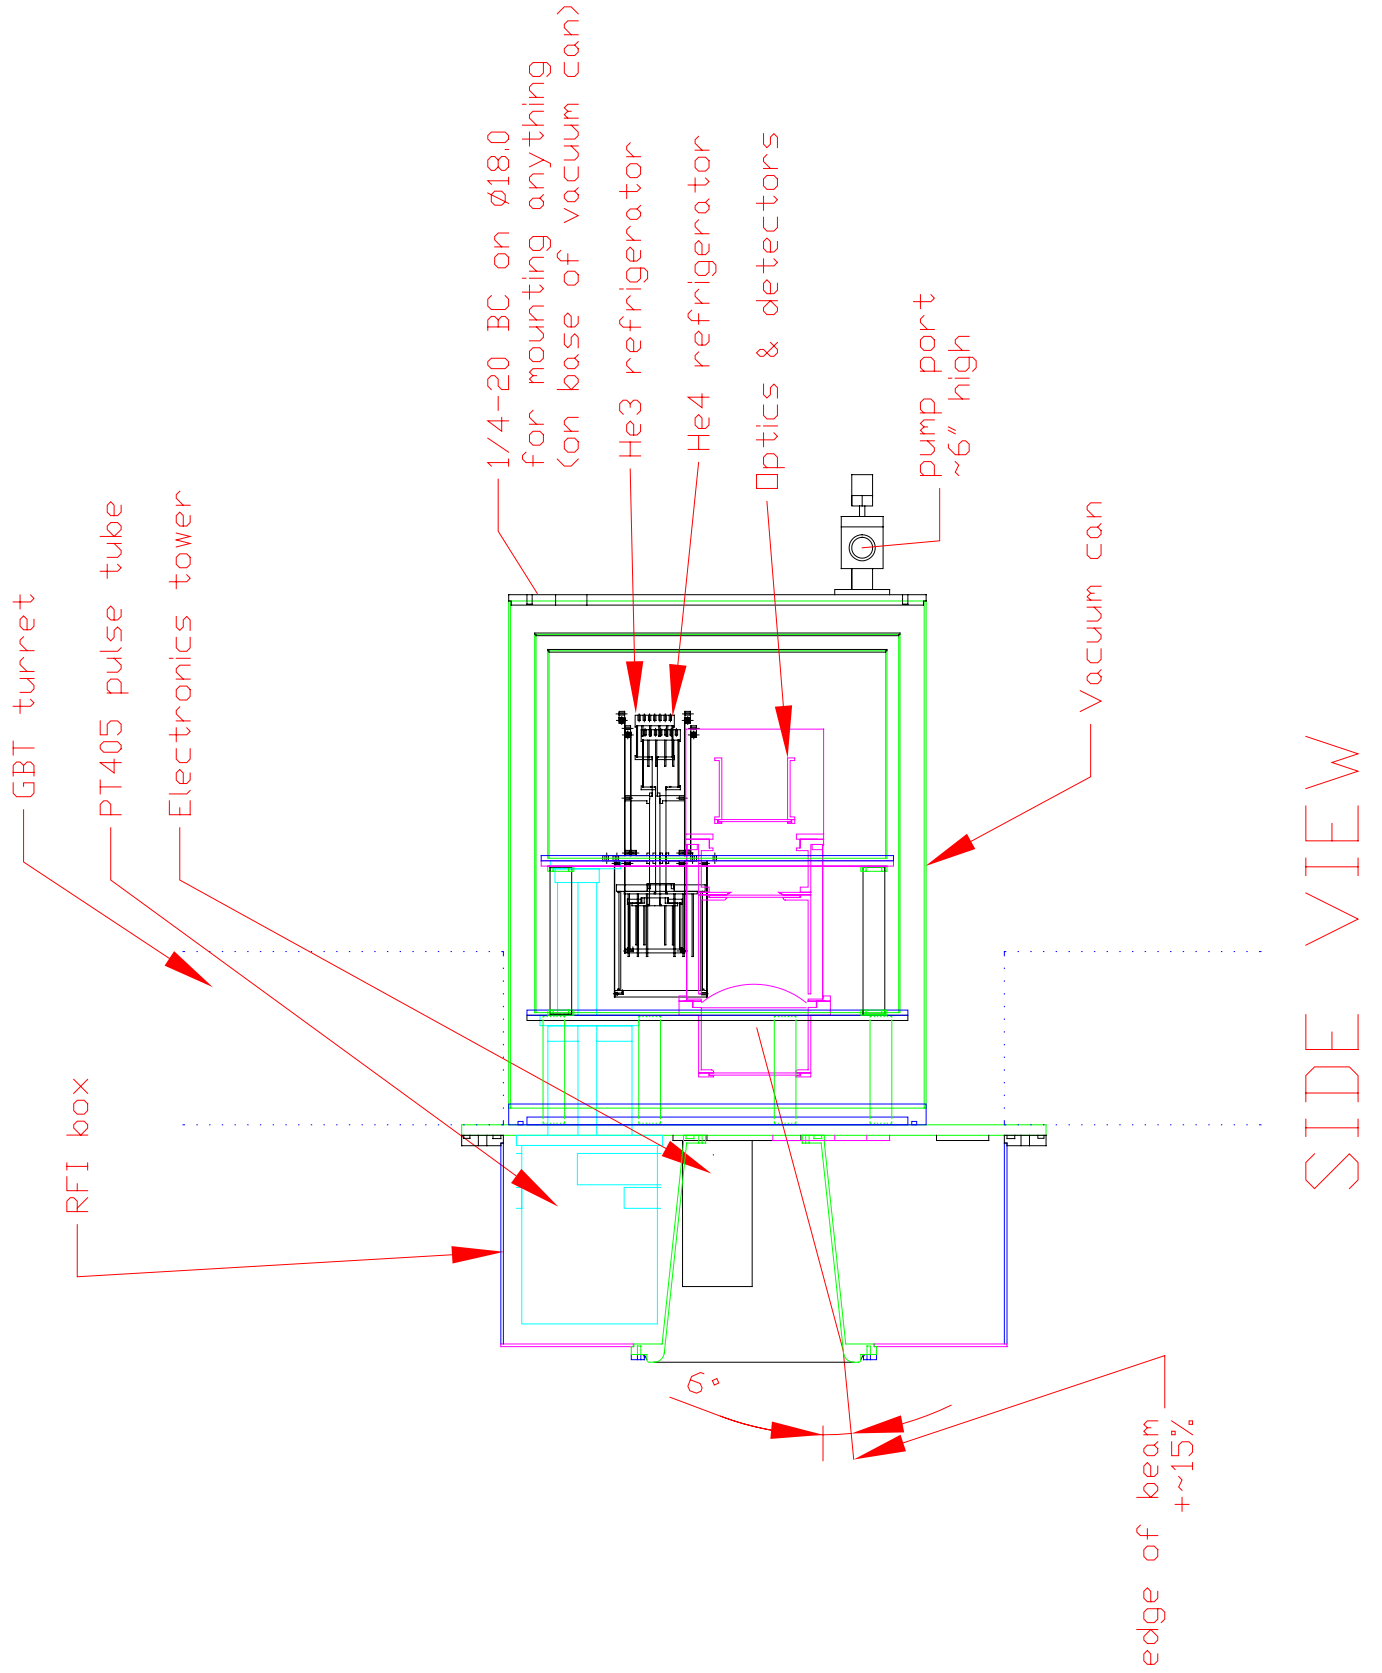 GBT turret
PT405 pulse tube
Electronics tower
RFI box
1/4-20 BC on Ø18.0
for mounting anything
(on base of vacuum can)
He3 refrigerator
He4 refrigerator
Optics & detectors
pump port
~6" high
Vacuum can
6°
edge of beam
+~15%
SIDE VIEW